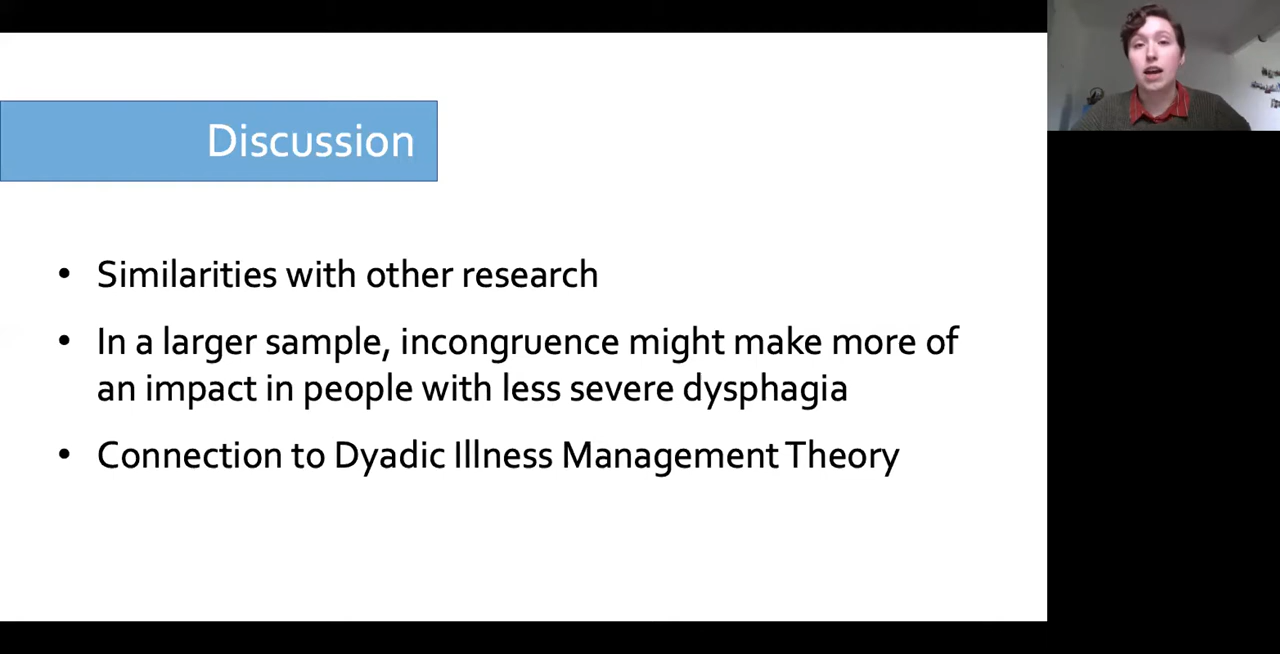 Discussion
• Similarities with other research
• In a larger sample, incongruence might make more of
an impact in people with less severe dysphagia
• Connection to Dyadic Illness Management Theory